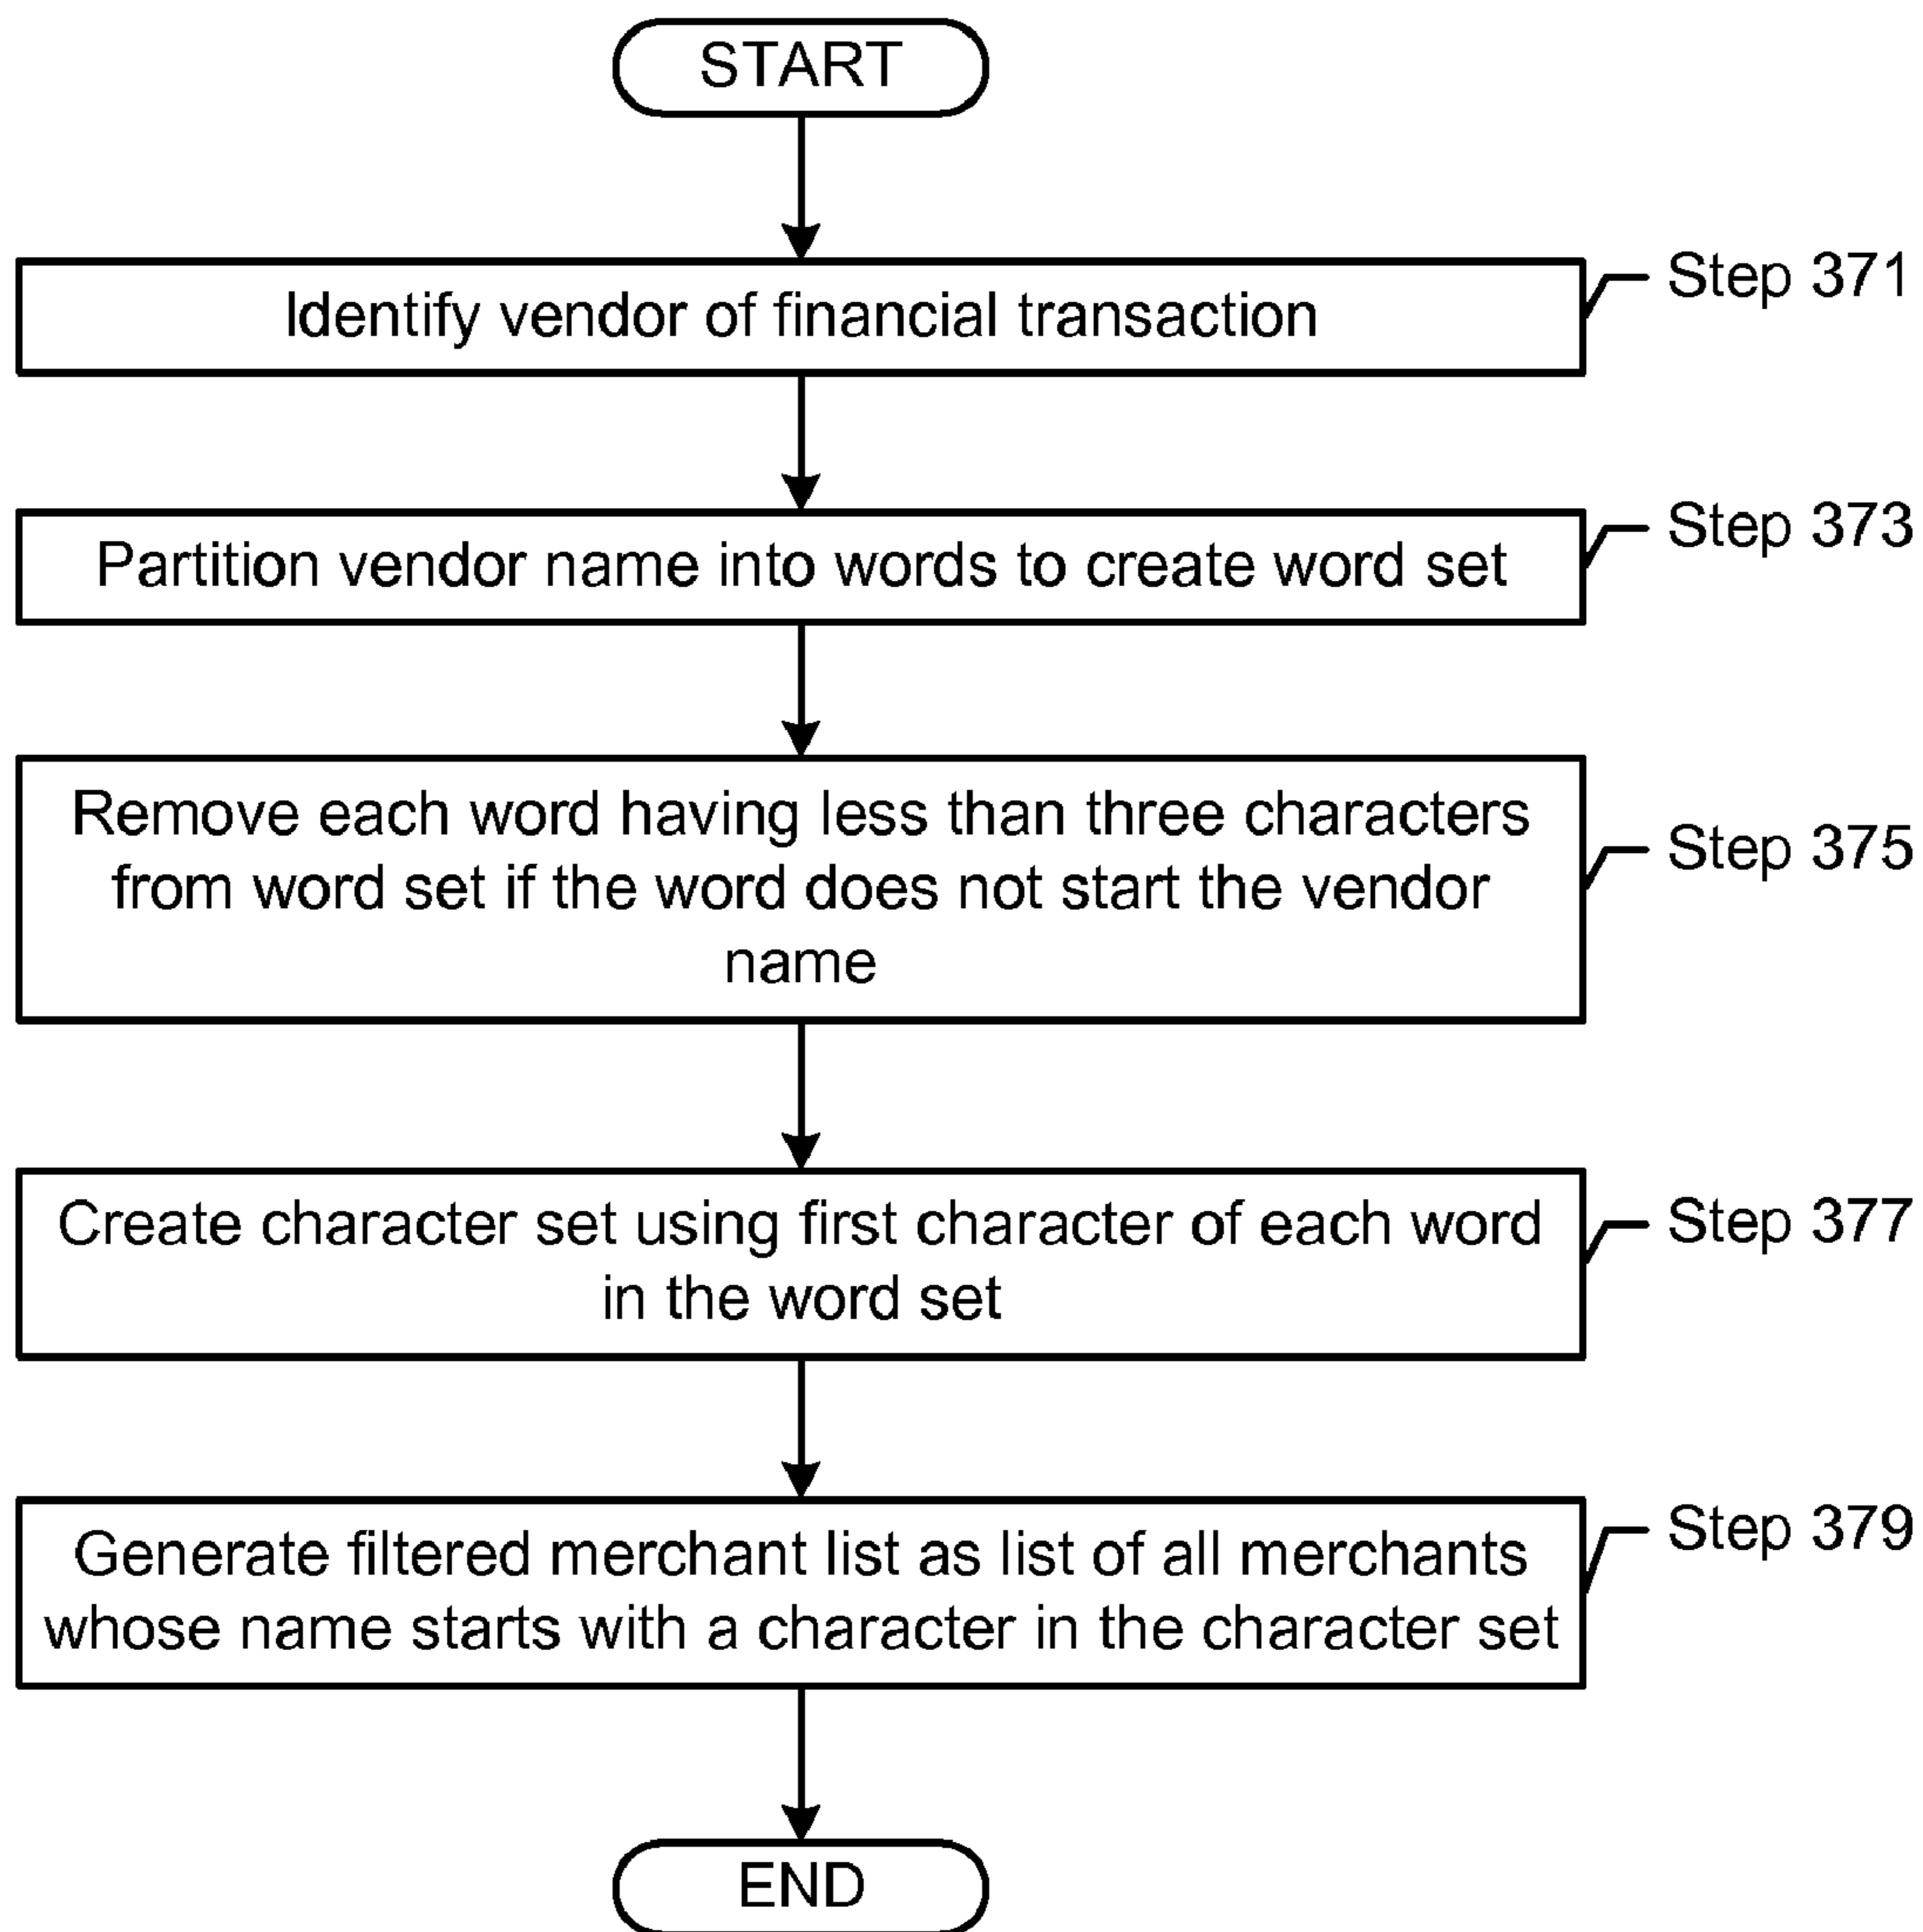 START
Identify vendor of financial transaction
Step 371
Partition vendor name into words to create word set
Step 373
Remove each word having less than three characters
from word set if the word does not start the vendor
name
Step 375
Create character set using first character of each word
in the word set
Step 377
Generate filtered merchant list as list of all merchants
whose name starts with a character in the character set
Step 379
END